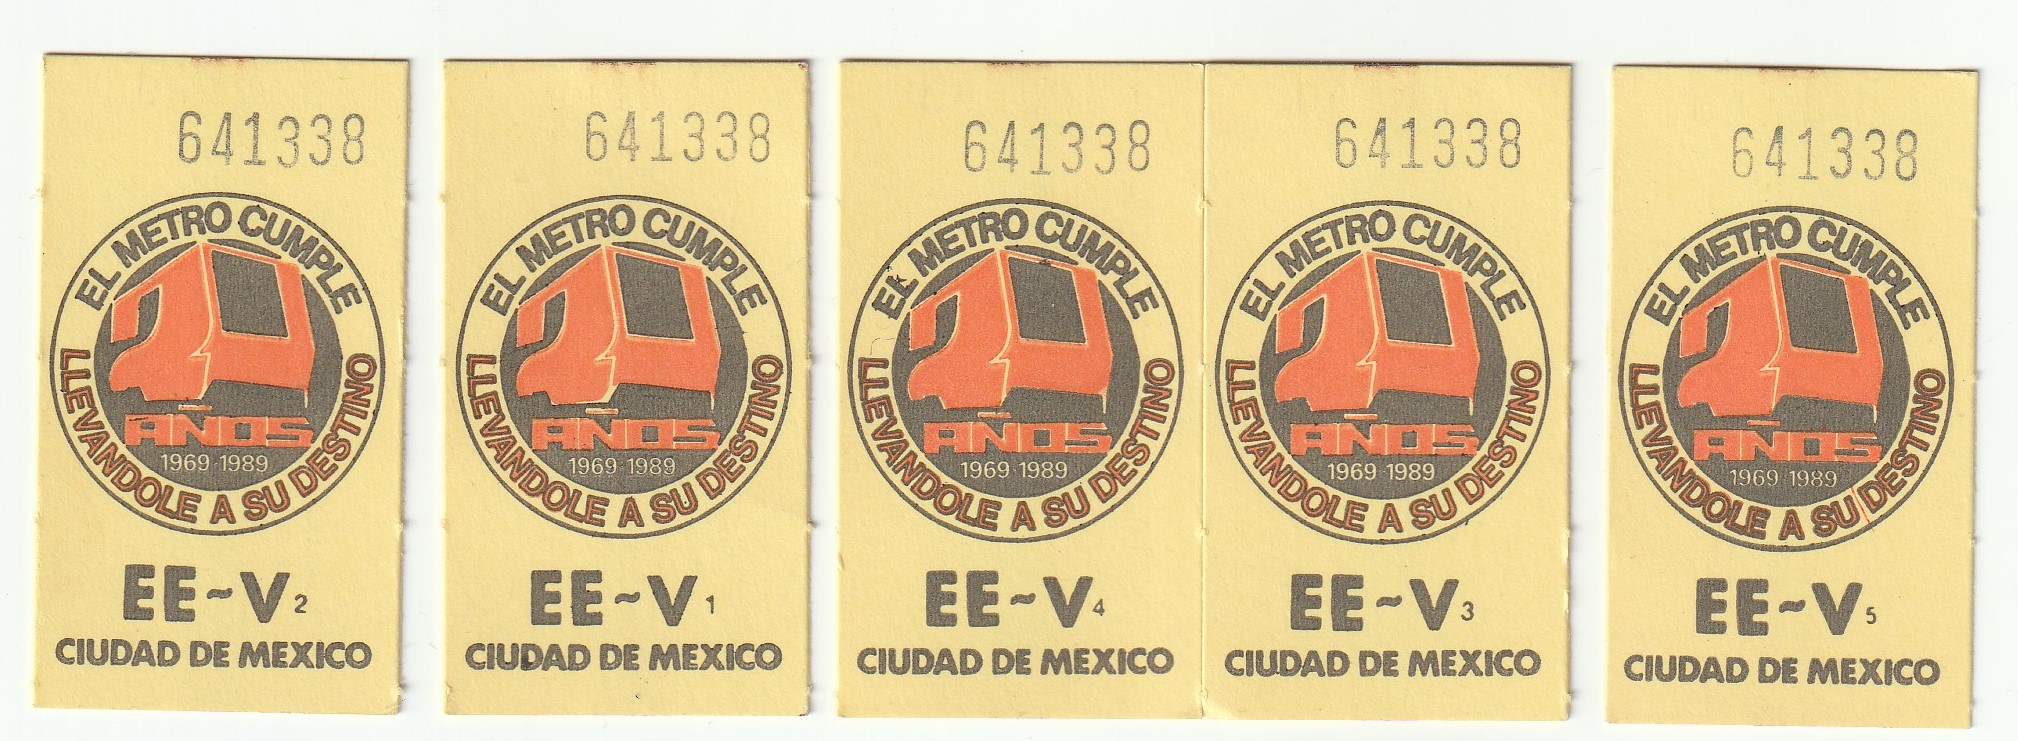 641338
EL METRO CUMPLE
AÑOS
1969-1989
LLEVANDOLE A SU DESTINO
EE~V2
CIUDAD DE MEXICO
641338
EL METRO CUMPLE
AÑOS
1969-1989
LLEVANDOLE A SU DESTINO
EE~V1
CIUDAD DE MEXICO
641338
EL METRO CUMPLE
AÑOS
1969-1989
LLEVANDOLE A SU DESTINO
EE~V4
CIUDAD DE MEXICO
641338
EL METRO CUMPLE
AÑOS
1969-1989
LLEVANDOLE A SU DESTINO
EE~V3
CIUDAD DE MEXICO
641338
EL METRO CUMPLE
AÑOS
1969-1989
LLEVANDOLE A SU DESTINO
EE~V5
CIUDAD DE MEXICO